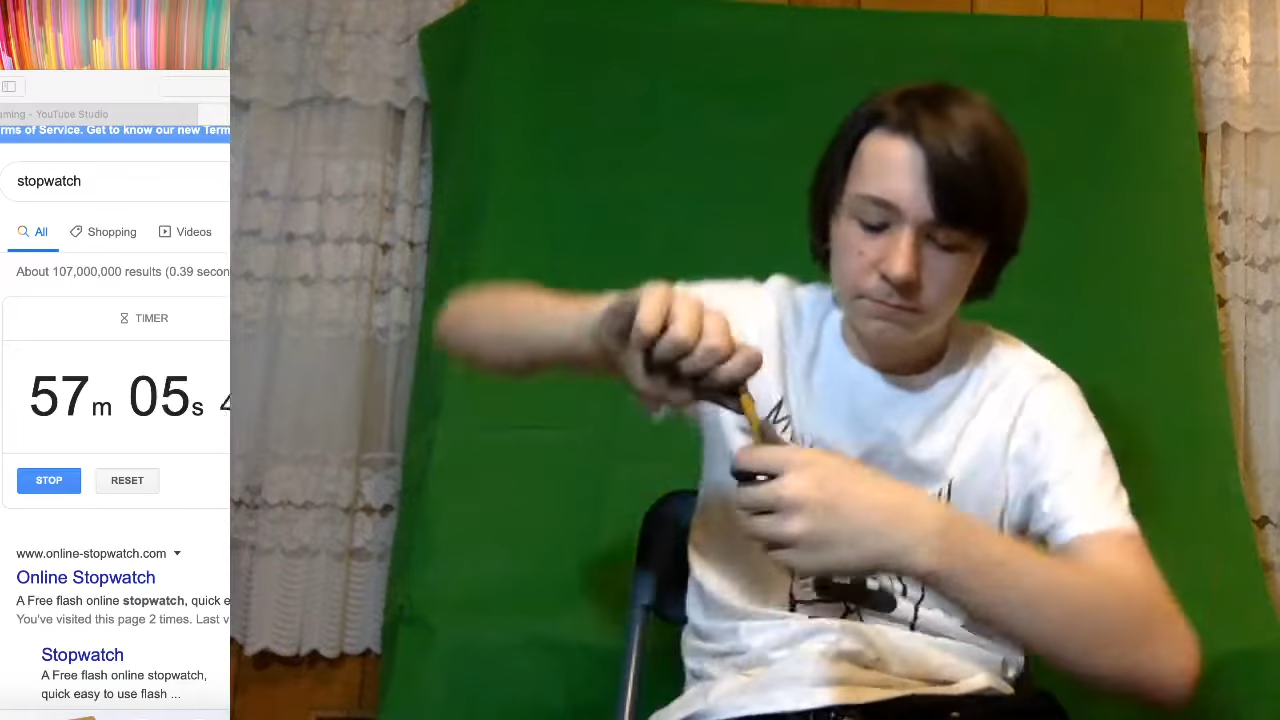 aming - YouTube Studio
rms of Service. Get to know our new Term
stopwatch
All Shopping Videos
About 107,000,000 results (0.39 secon
TIMER
57m 05s 4
STOP RESET
www.online-stopwatch.com
Online Stopwatch
A Free flash online stopwatch, quick e
You've visited this page 2 times. Last v
Stopwatch
A Free flash online stopwatch,
quick easy to use flash ...